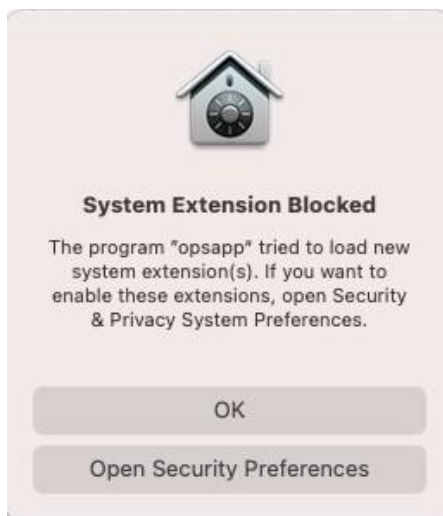 System Extension Blocked
The program "opsapp" tried to load new
system extension(s). If you want to
enable these extensions, open Security
& Privacy System Preferences.
OK
Open Security Preferences